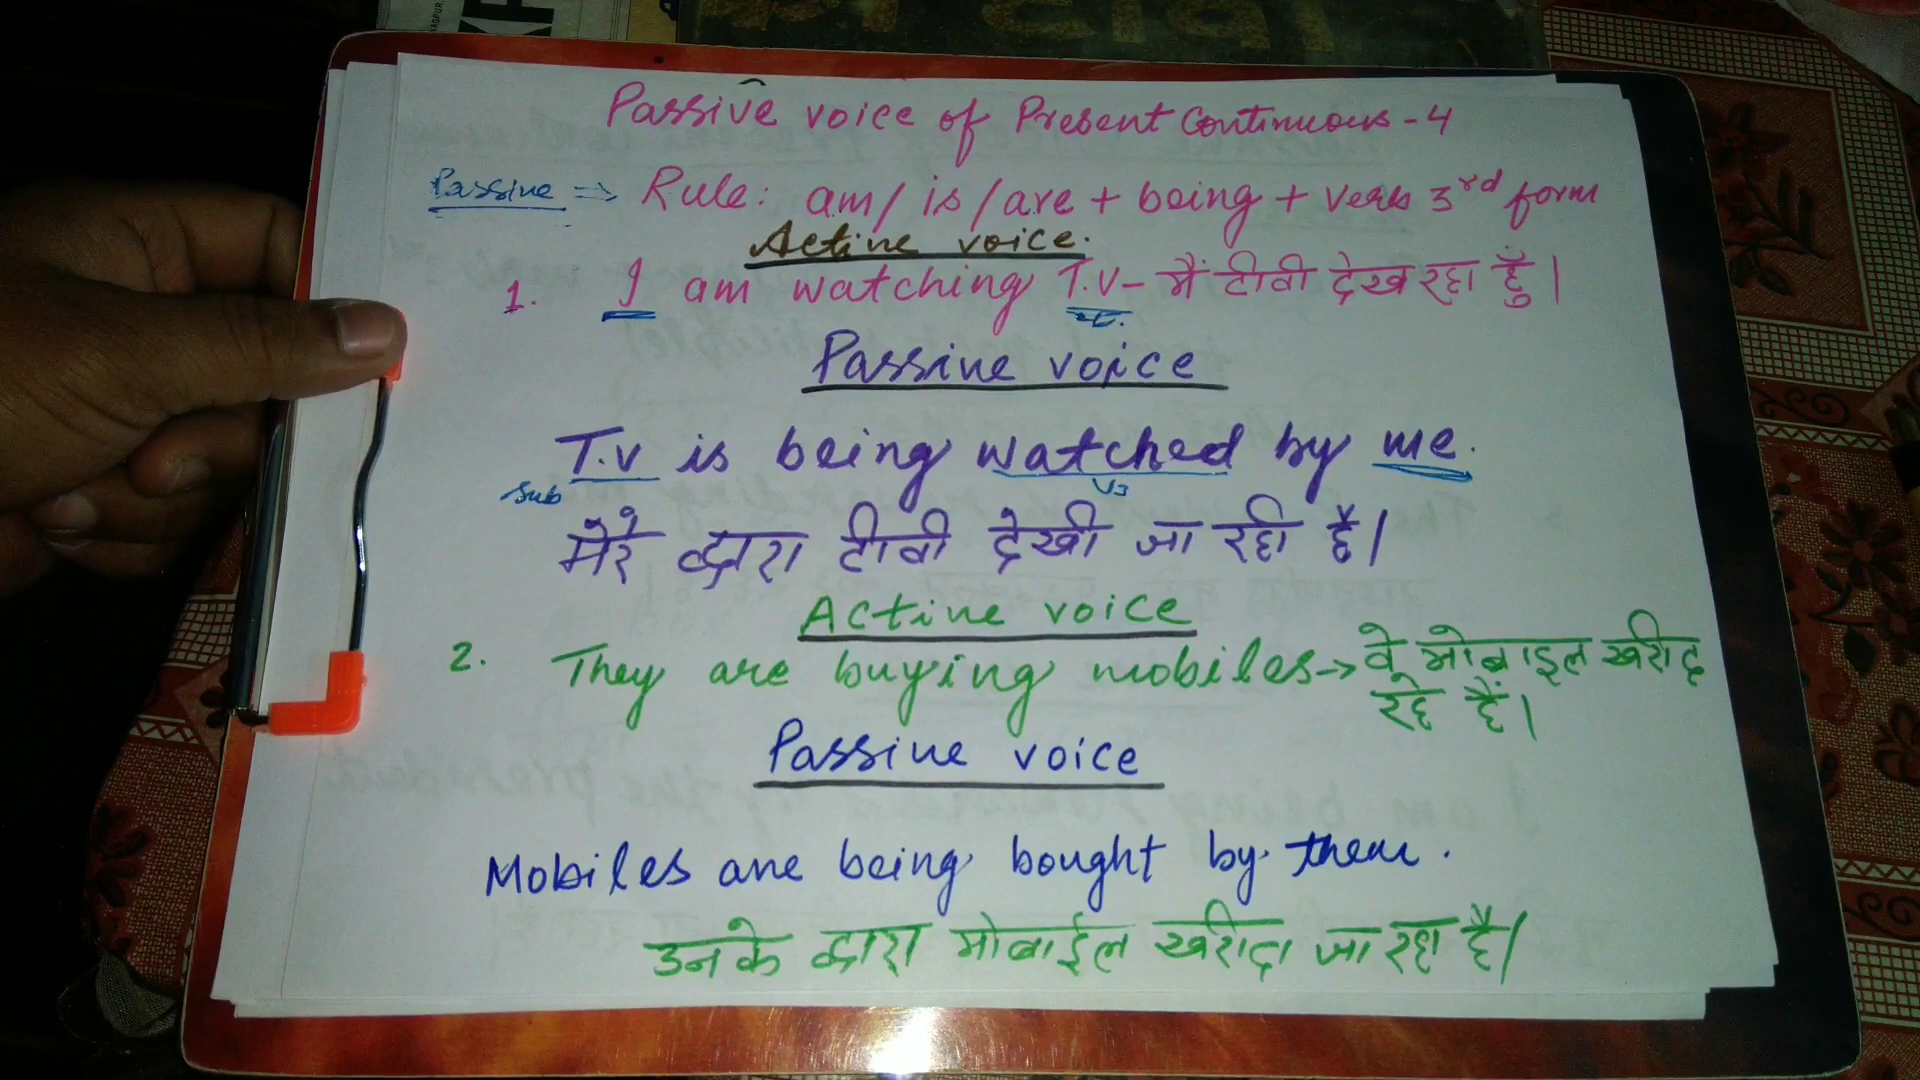 Passive voice of Present Continuous - 4
Passive ⇒ Rule: am/ is /are + being + verb 3rd form
Active voice.
1. I am watching T.V – मैं टीवी देख रहा हूँ।
Passive voice
T.V is being watched by me.
Sub V3
मेरे द्वारा टीवी देखी जा रही है।
Active voice
2. They are buying mobiles → वे मोबाइल खरीद
रहे हैं।
Passive voice
Mobiles are being bought by them.
उनके द्वारा मोबाईल खरीदा जा रहा है।